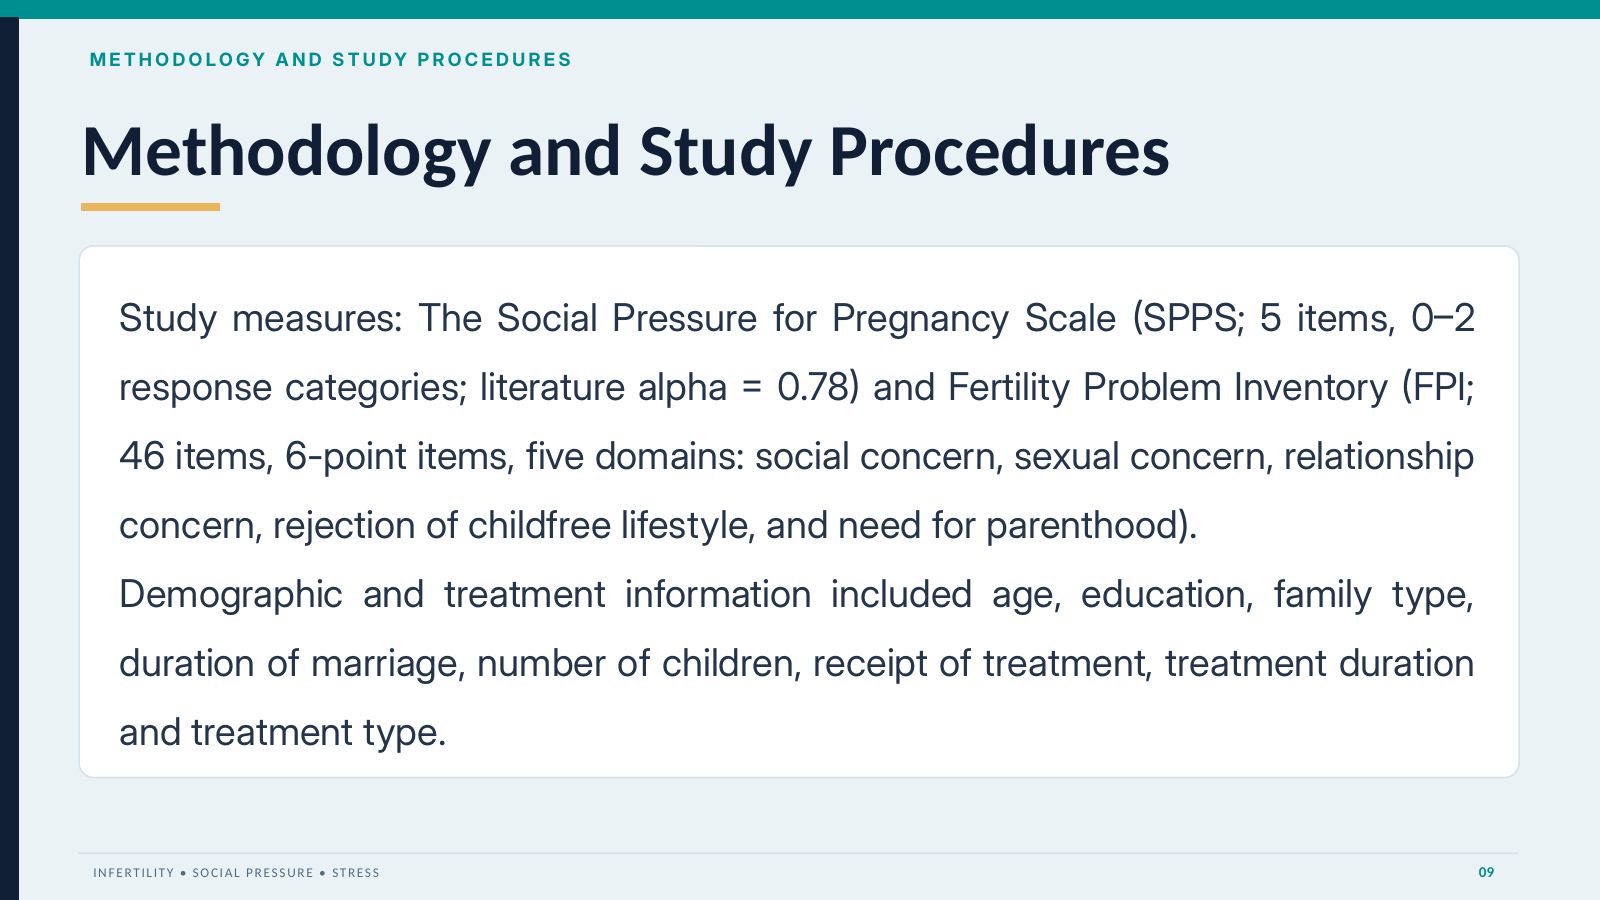 METHODOLOGY AND STUDY PROCEDURES
Methodology and Study Procedures
Study measures: The Social Pressure for Pregnancy Scale (SPPS; 5 items, 0–2
response categories; literature alpha = 0.78) and Fertility Problem Inventory (FPI;
46 items, 6-point items, five domains: social concern, sexual concern, relationship
concern, rejection of childfree lifestyle, and need for parenthood).
Demographic and treatment information included age, education, family type,
duration of marriage, number of children, receipt of treatment, treatment duration
and treatment type.
INFERTILITY • SOCIAL PRESSURE • STRESS
09